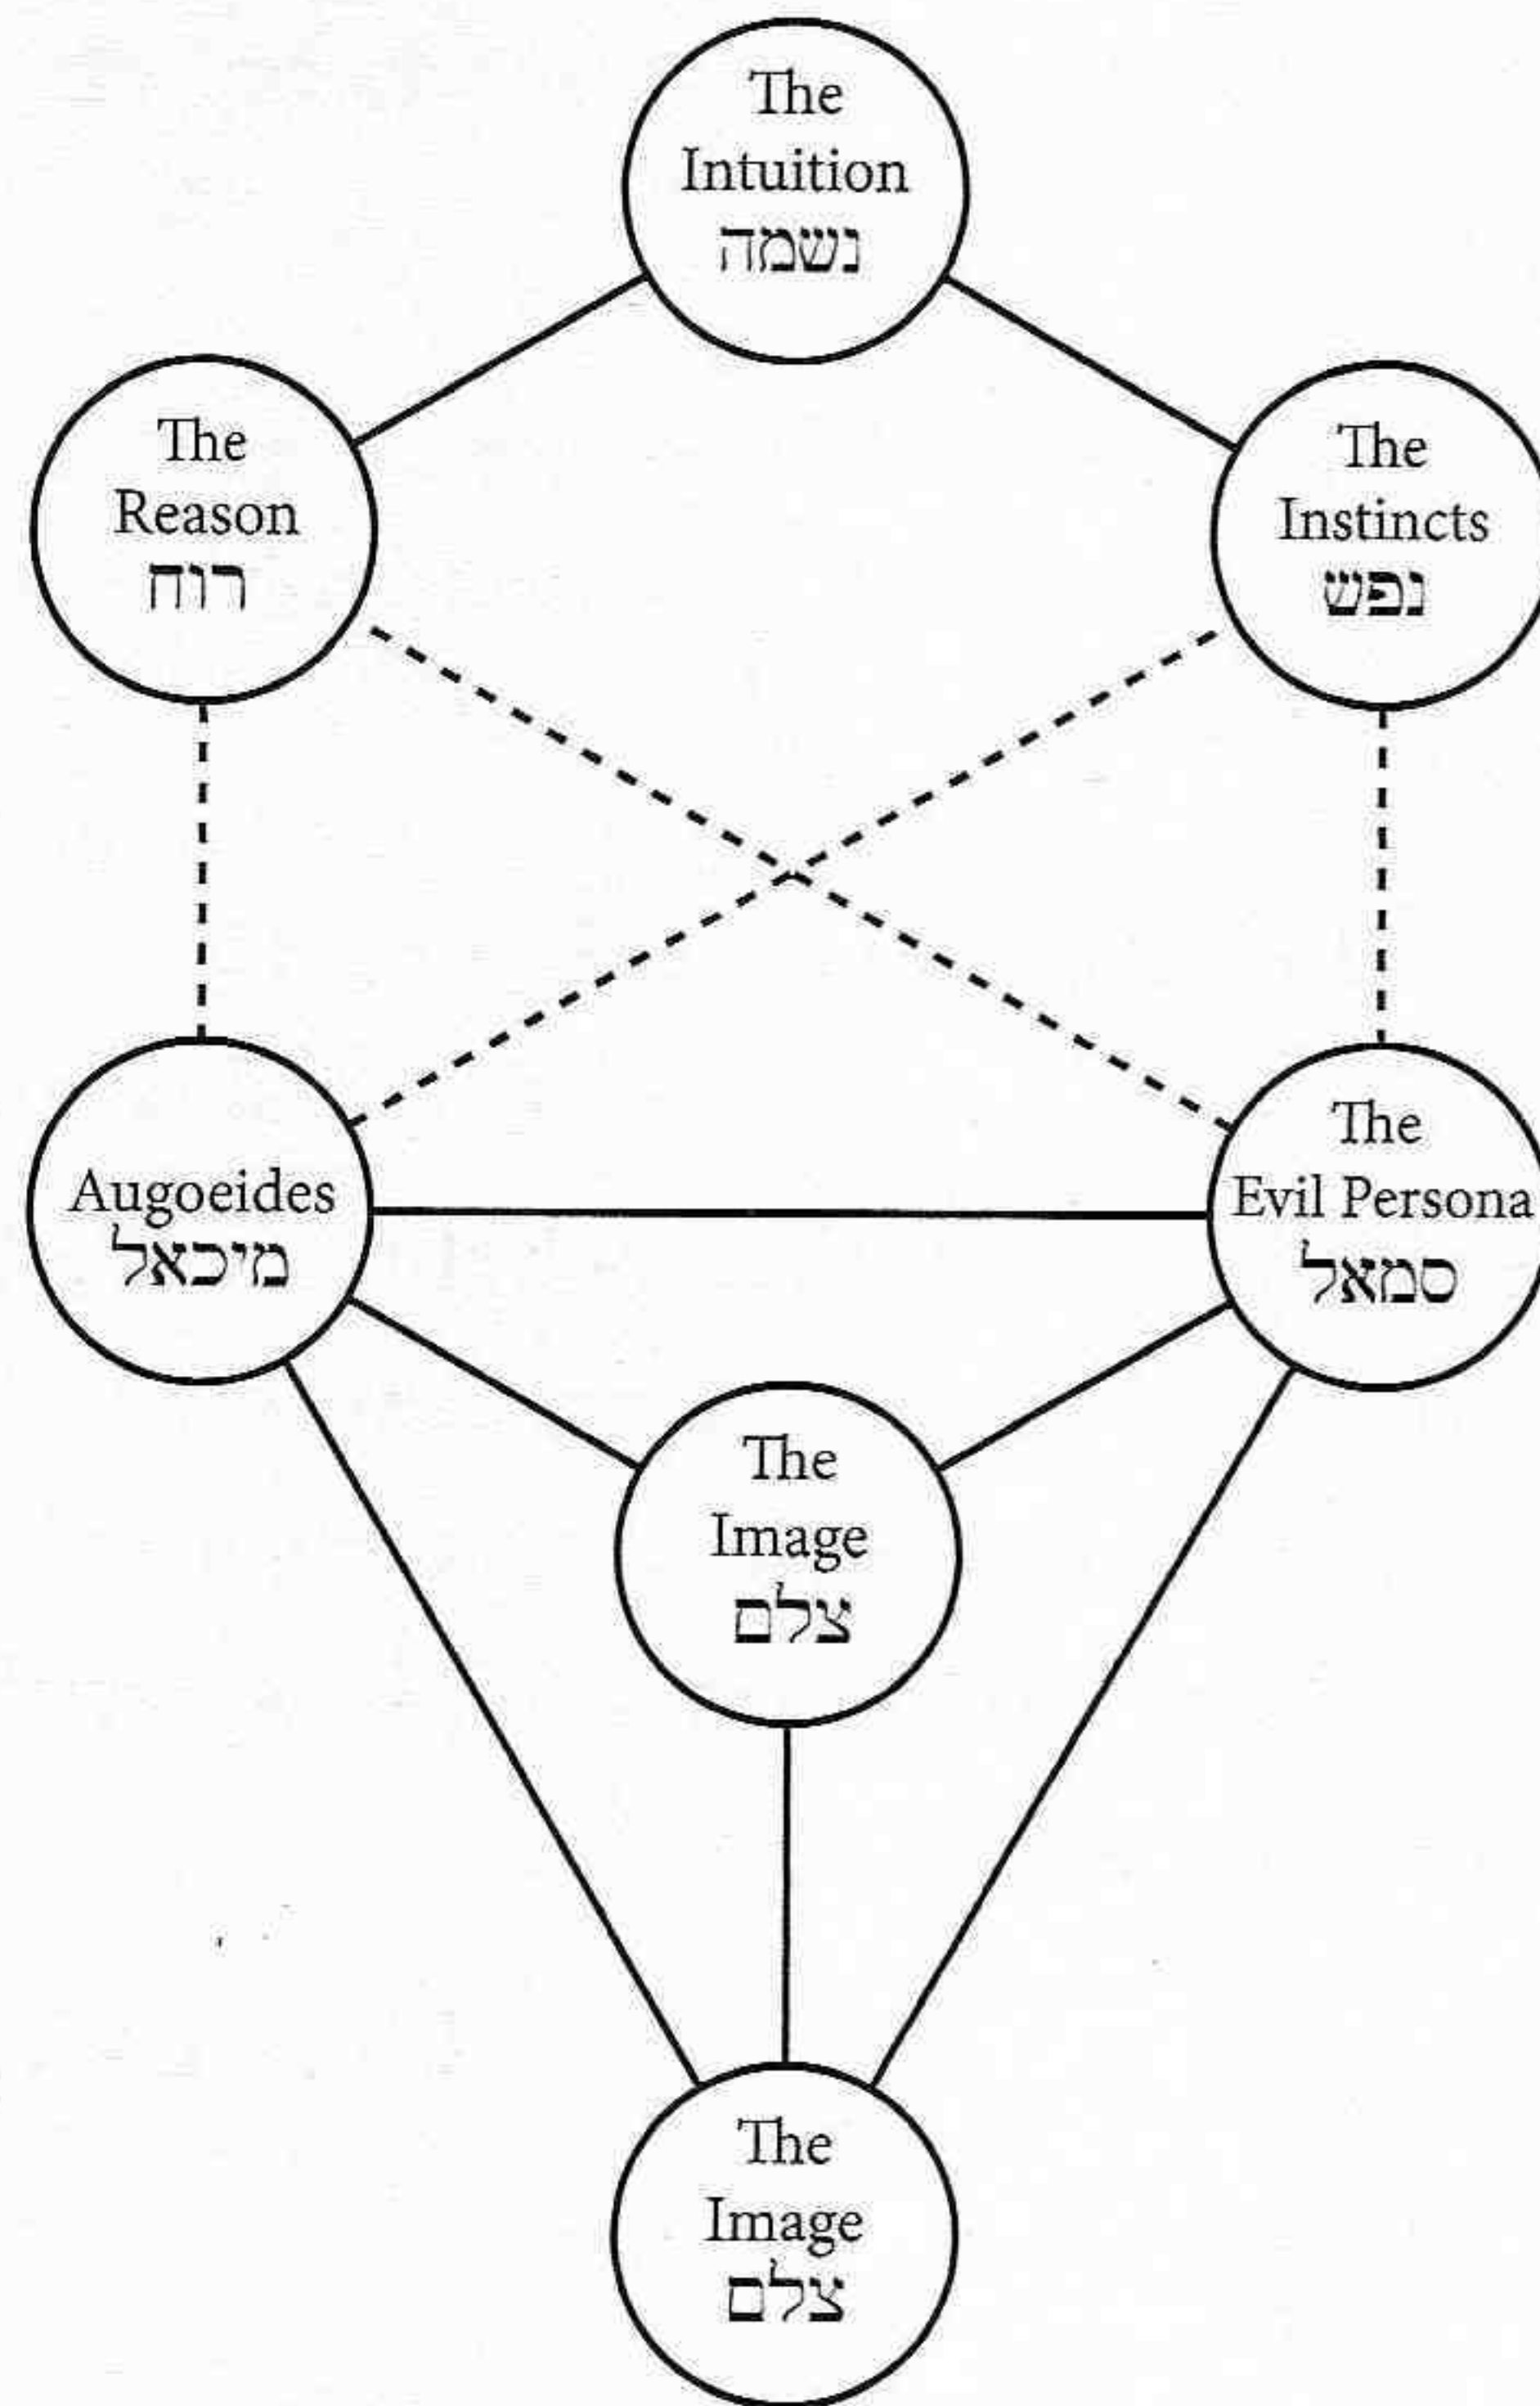 The
Intuition
נשמה
The
Reason
רוח
The
Instincts
נפש
Augoeides
מיכאל
The
Evil Persona
סמאל
The
Image
צלם
The
Image
צלם